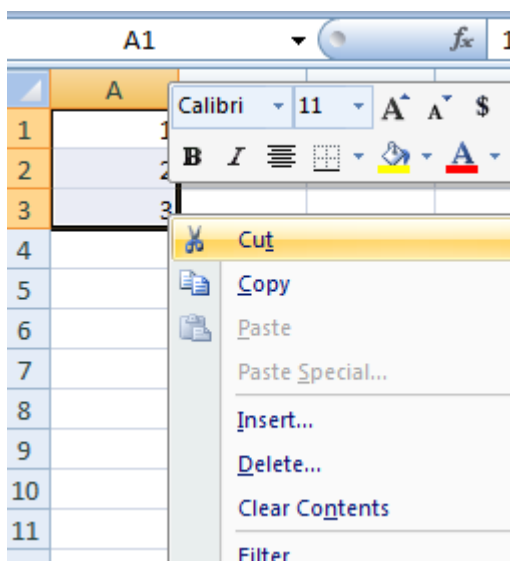 A1 fx 1
A
Calibri 11 A A $
B I A
1 1
2 2
3 3
4
5
6
7
8
9
10
11
Cut
Copy
Paste
Paste Special...
Insert...
Delete...
Clear Contents
Filter